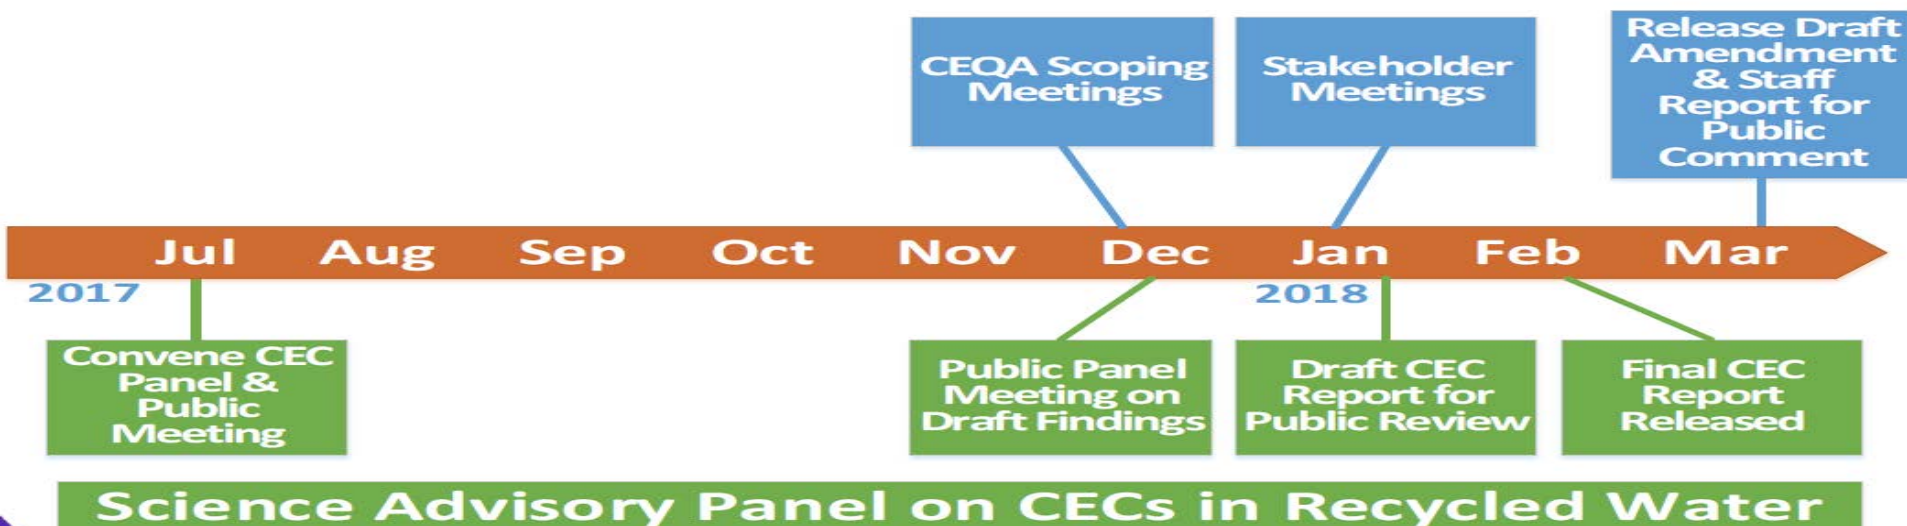 CEQA Scoping
Meetings
Stakeholder
Meetings
Release Draft
Amendment
& Staff
Report for
Public
Comment
Jul Aug Sep Oct Nov Dec Jan Feb Mar
2017
2018
Convene CEC
Panel &
Public
Meeting
Public Panel
Meeting on
Draft Findings
Draft CEC
Report for
Public Review
Final CEC
Report
Released
Science Advisory Panel on CECs in Recycled Water